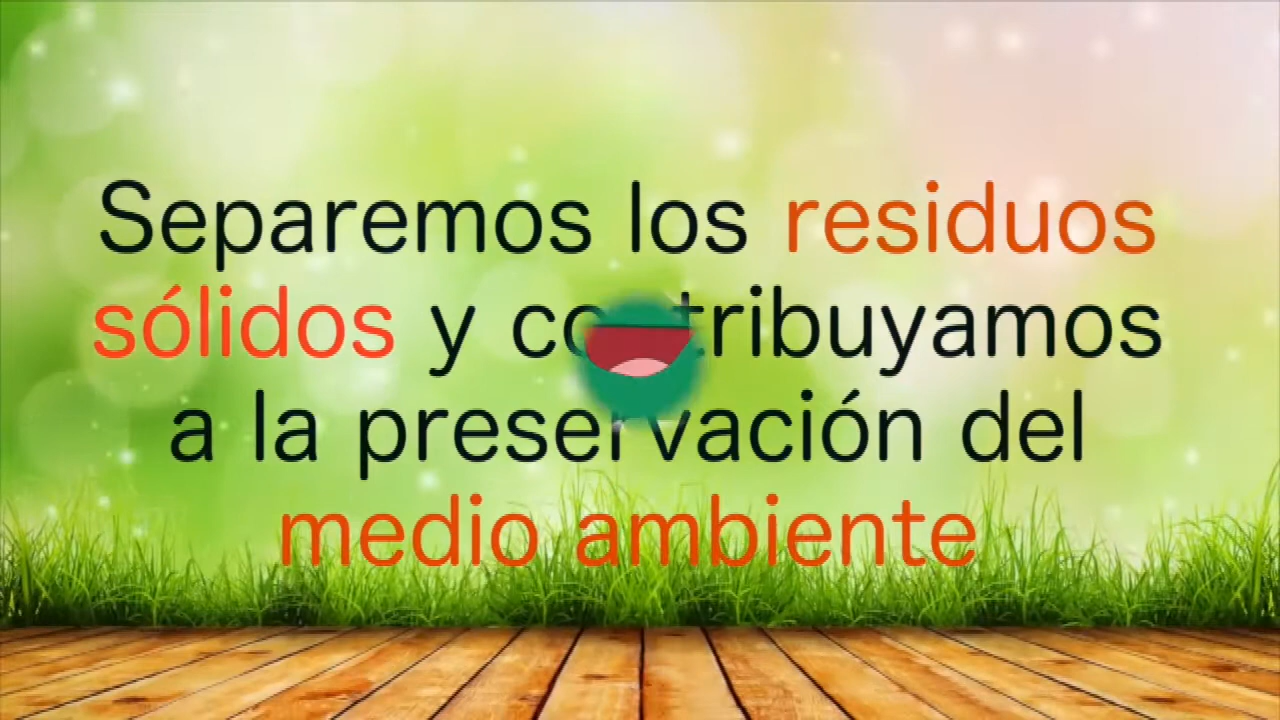 Separemos los residuos
sólidos y contribuyamos
a la preservación del
medio ambiente